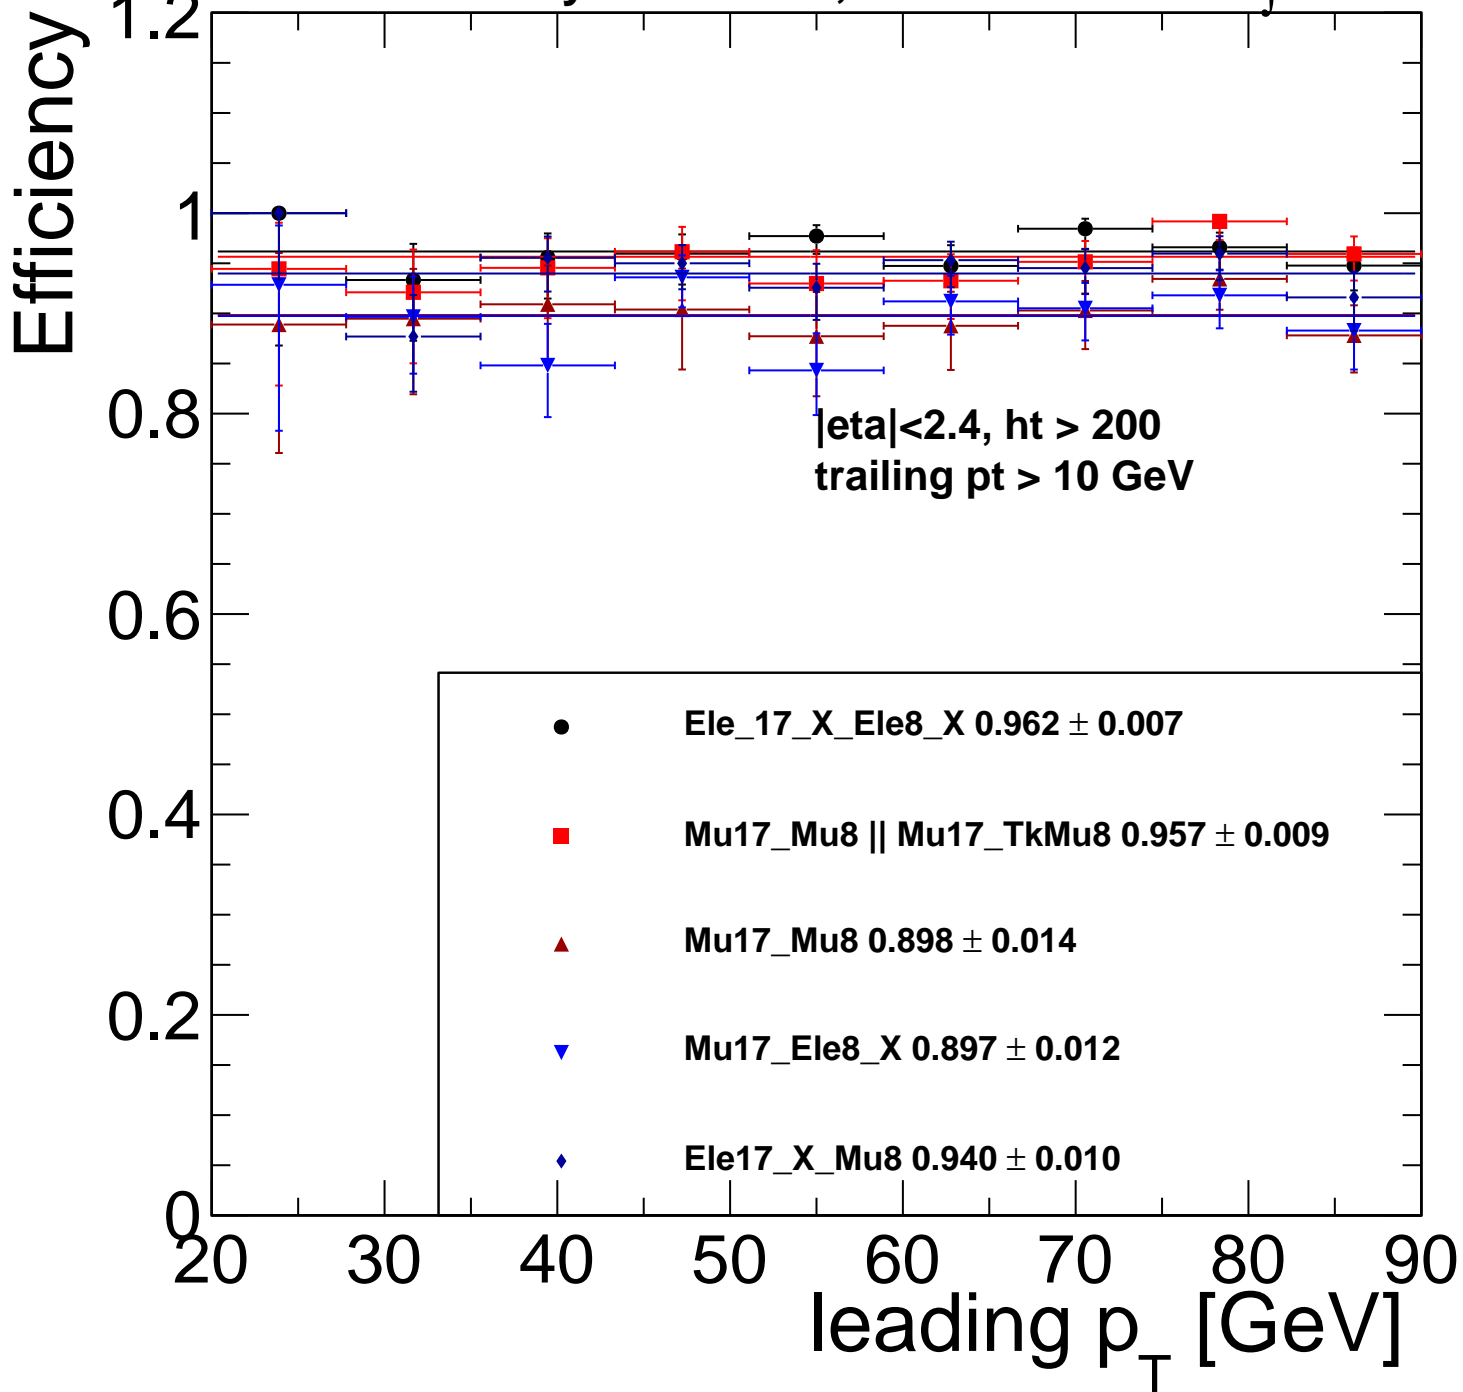 Efficiency
1.2
1
0.8
0.6
0.4
0.2
0
|eta|<2.4, ht > 200
trailing pt > 10 GeV
Ele_17_X_Ele8_X 0.962 ± 0.007
Mu17_Mu8 || Mu17_TkMu8 0.957 ± 0.009
Mu17_Mu8 0.898 ± 0.014
Mu17_Ele8_X 0.897 ± 0.012
Ele17_X_Mu8 0.940 ± 0.010
20 30 40 50 60 70 80 90
leading p_T [GeV]